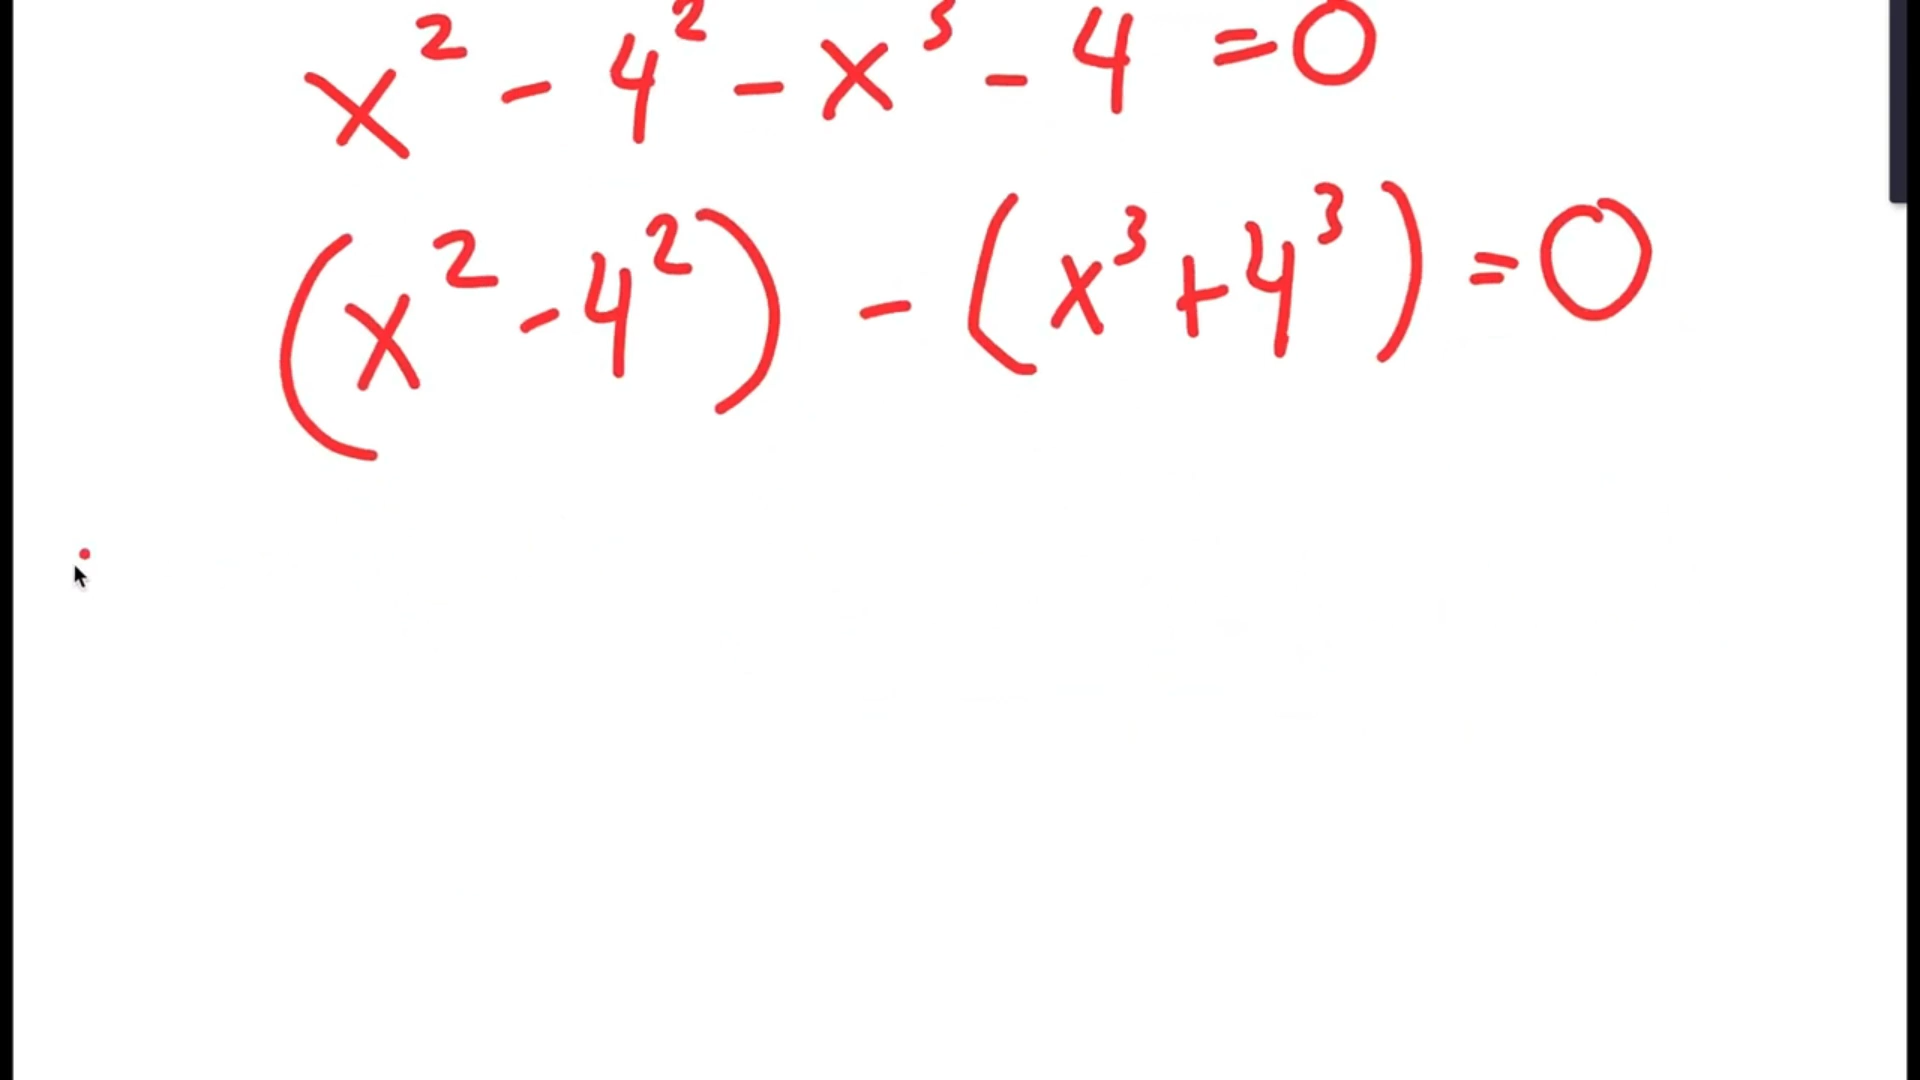 x² - 4² - x³ - 4 = 0
(x² - 4²) - (x³ + 4³) = 0